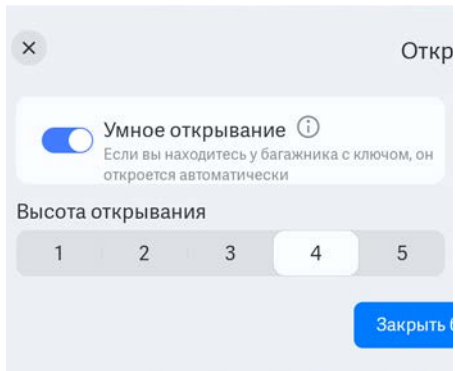 Откр
Умное открывание
Если вы находитесь у багажника с ключом, он
откроется автоматически
Высота открывания
1 2 3 4 5
Закрыть